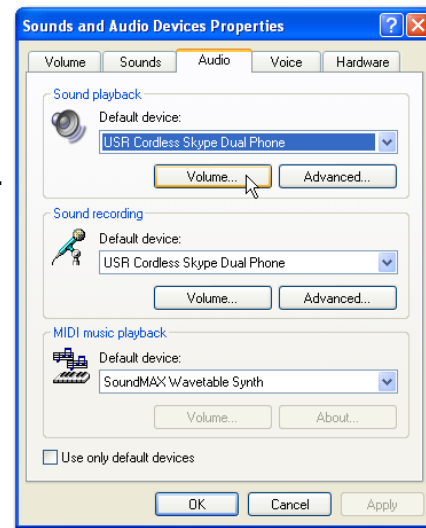 Sounds and Audio Devices Properties
Volume Sounds Audio Voice Hardware
Sound playback
Default device:
USR Cordless Skype Dual Phone
Volume... Advanced...
Sound recording
Default device:
USR Cordless Skype Dual Phone
Volume... Advanced...
MIDI music playback
Default device:
SoundMAX Wavetable Synth
Volume... About...
Use only default devices
OK Cancel Apply